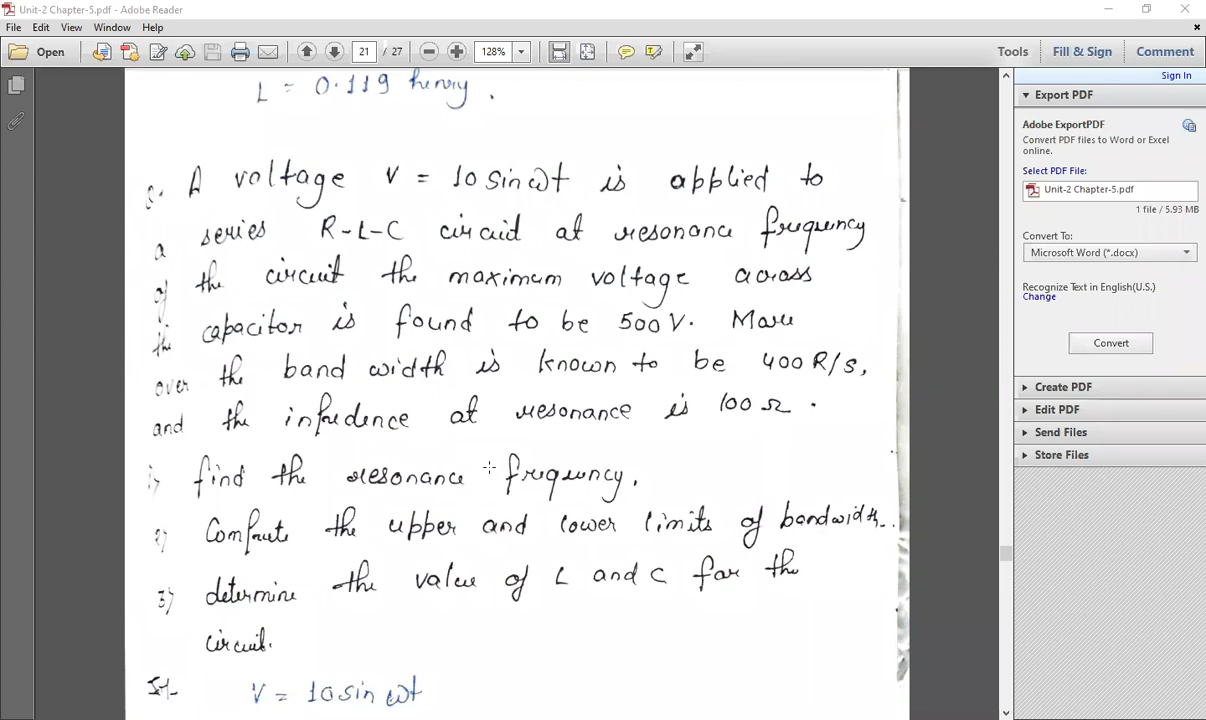 Unit-2 Chapter-5.pdf - Adobe Reader
File Edit View Window Help
Open 21 / 27 128% Tools Fill & Sign Comment
Sign In
Export PDF
Adobe ExportPDF
Convert PDF files to Word or Excel
online.
Select PDF File:
Unit-2 Chapter-5.pdf
1 file / 5.93 MB
Convert To:
Microsoft Word (*.docx)
Recognize Text in English(U.S.)
Change
Convert
Create PDF
Edit PDF
Send Files
Store Files
L = 0.119 henry.
A voltage V = 10 sin ωt is applied to
a series R-L-C circuid at resonance frequency
of the circuit the maximum voltage across
the capacitor is found to be 500 V. More
over the band width is known to be 400 R/s,
and the impedence at resonance is 100 Ω.
1) find the resonance frequency.
2) Compute the upper and lower limits of bandwidth.
3) determine the value of L and C for the
circuit.
V = 10 sin ωt